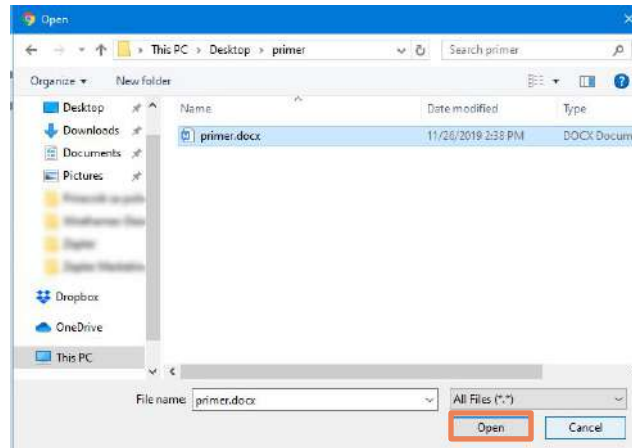 Open
This PC > Desktop > primer
Search primer
Organize
New folder
Desktop
Downloads
Documents
Pictures
Dropbox
OneDrive
This PC
Name
Date modified
Type
primer.docx
11/26/2019 2:38 PM
DOCX Docum
File name:
primer.docx
All Files (*.*)
Open
Cancel